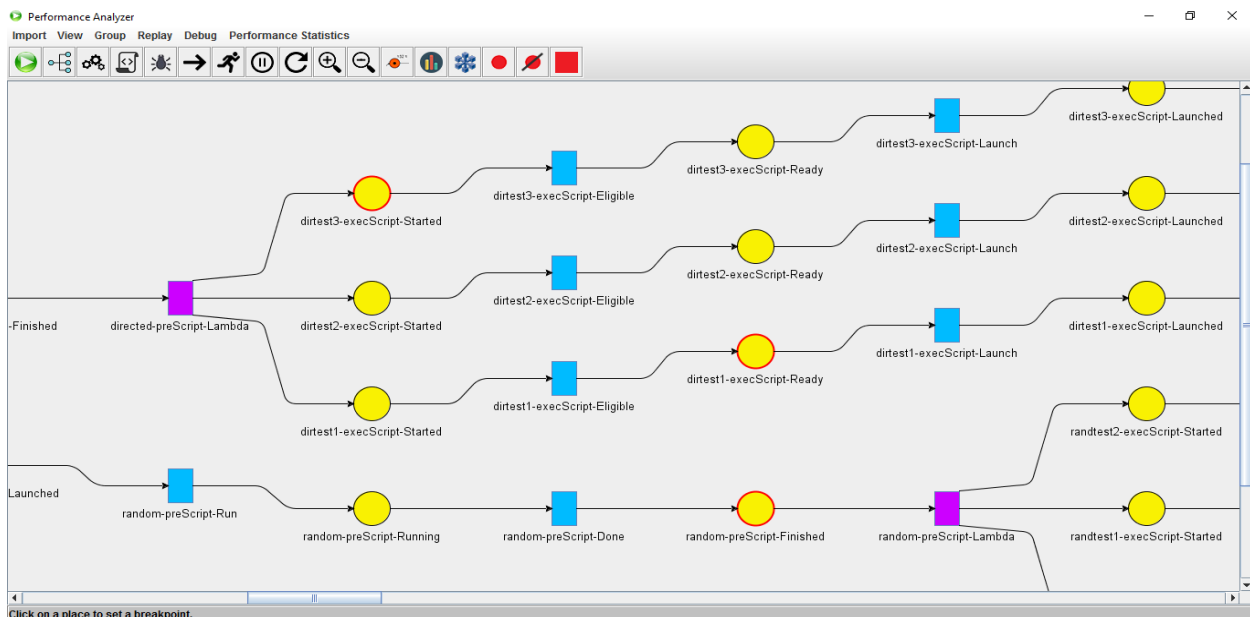 Performance Analyzer
Import View Group Replay Debug Performance Statistics
dirtest3-execScript-Launched
dirtest3-execScript-Launch
dirtest3-execScript-Ready
dirtest3-execScript-Eligible
dirtest3-execScript-Started
dirtest2-execScript-Launched
dirtest2-execScript-Launch
dirtest2-execScript-Ready
dirtest2-execScript-Eligible
-Finished
directed-preScript-Lambda
dirtest2-execScript-Started
dirtest1-execScript-Launched
dirtest1-execScript-Launch
dirtest1-execScript-Ready
dirtest1-execScript-Eligible
dirtest1-execScript-Started
randtest2-execScript-Started
Launched
random-preScript-Run
random-preScript-Running
random-preScript-Done
random-preScript-Finished
random-preScript-Lambda
randtest1-execScript-Started
Click on a place to set a breakpoint.